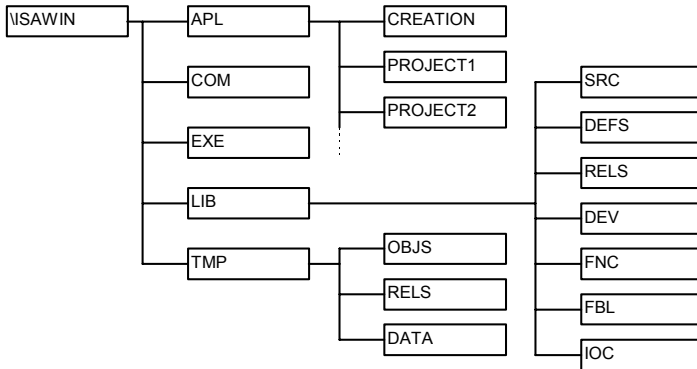 \ISAWIN
APL
CREATION
PROJECT1
PROJECT2
COM
EXE
LIB
TMP
OBJS
RELS
DATA
SRC
DEFS
RELS
DEV
FNC
FBL
IOC